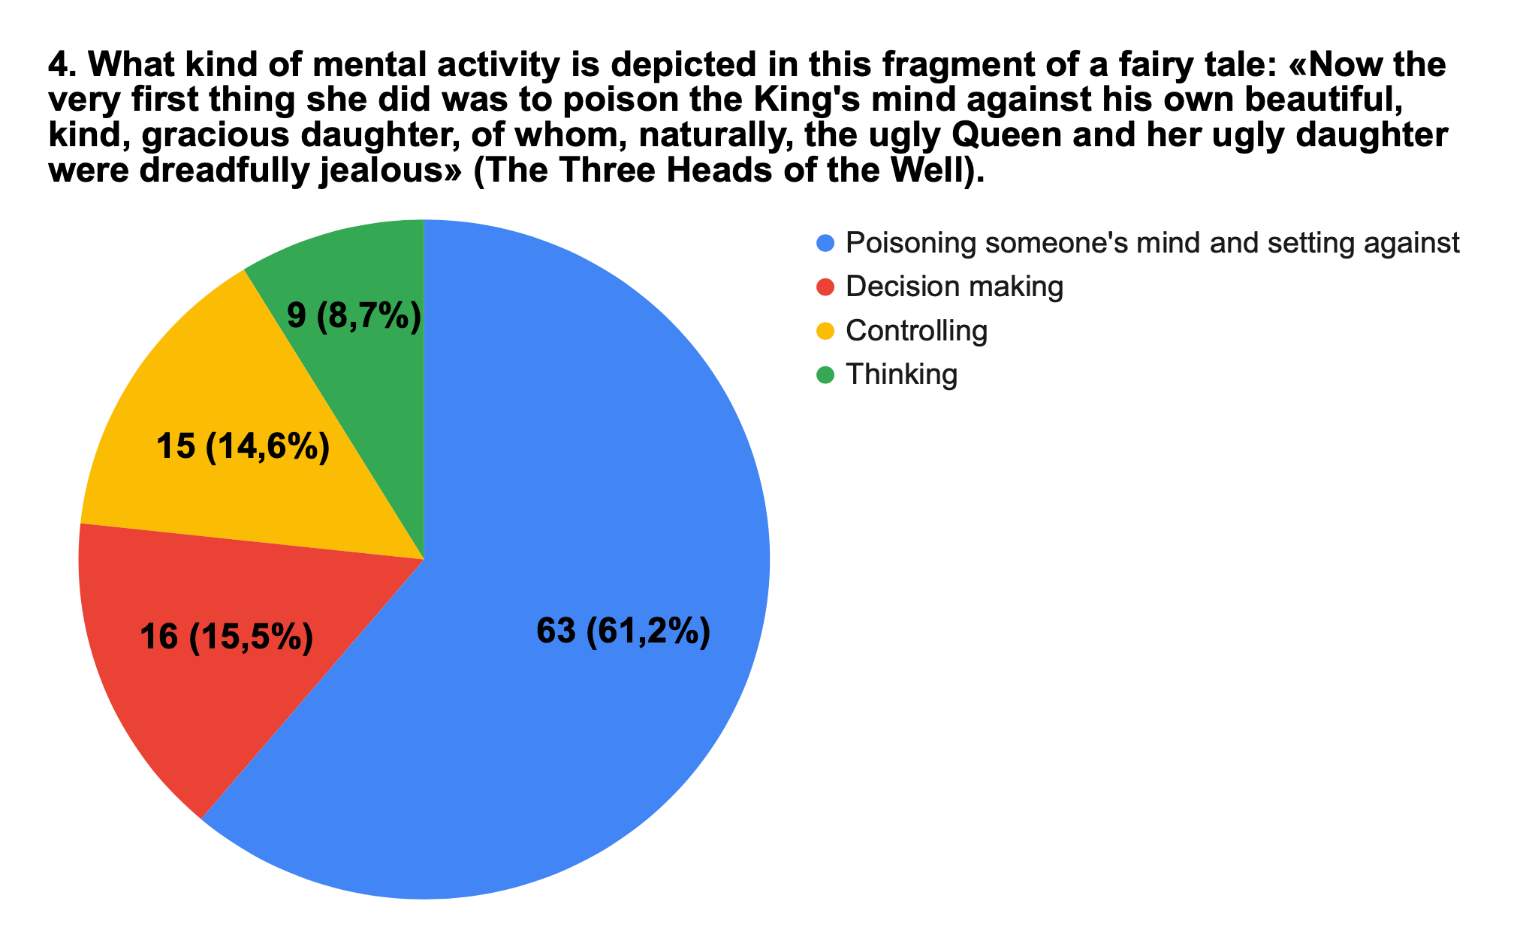 4. What kind of mental activity is depicted in this fragment of a fairy tale: «Now the
very first thing she did was to poison the King's mind against his own beautiful,
kind, gracious daughter, of whom, naturally, the ugly Queen and her ugly daughter
were dreadfully jealous» (The Three Heads of the Well).
Poisoning someone's mind and setting against
Decision making
Controlling
Thinking
9 (8,7%)
15 (14,6%)
16 (15,5%)
63 (61,2%)